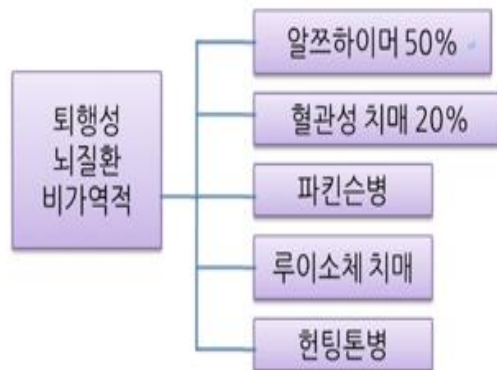 퇴행성
뇌질환
비가역적
알쯔하이머 50%
혈관성 치매 20%
파킨슨병
루이소체 치매
헌팅톤병